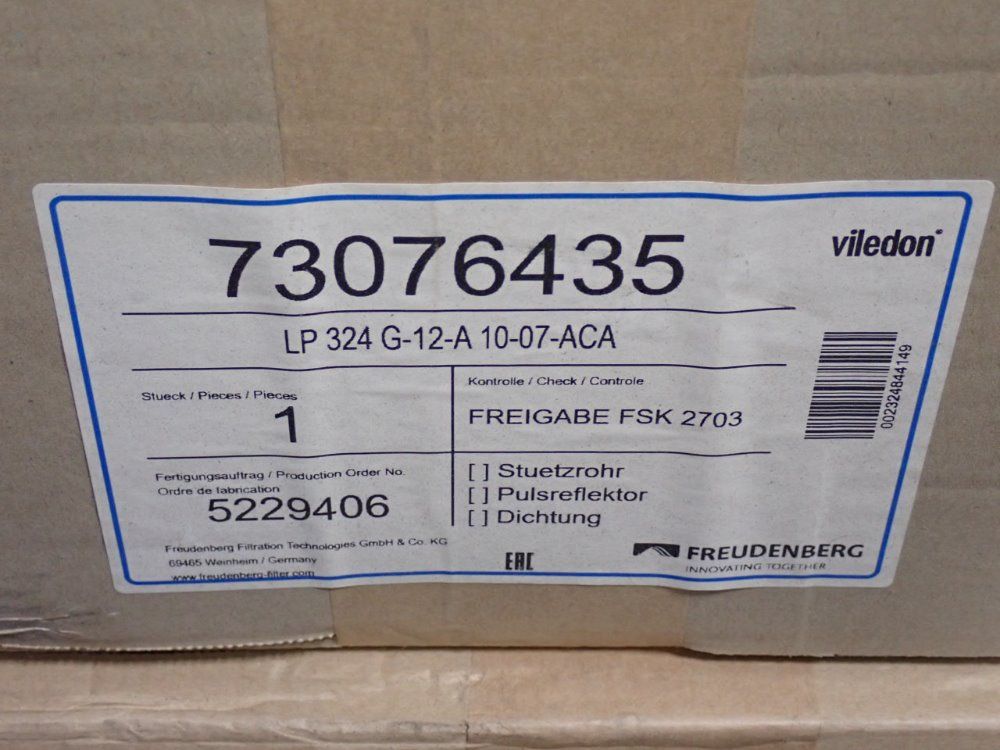 73076435
viledon®
LP 324 G-12-A 10-07-ACA
Stueck / Pieces / Pieces
1
Kontrolle / Check / Controle
FREIGABE FSK 2703
002324844149
Fertigungsauftrag / Production Order No.
Ordre de fabrication
5229406
[ ] Stuetzrohr
[ ] Pulsreflektor
[ ] Dichtung
Freudenberg Filtration Technologies GmbH & Co. KG
69465 Weinheim / Germany
www.freudenberg-filter.com
EAC
FREUDENBERG
INNOVATING TOGETHER